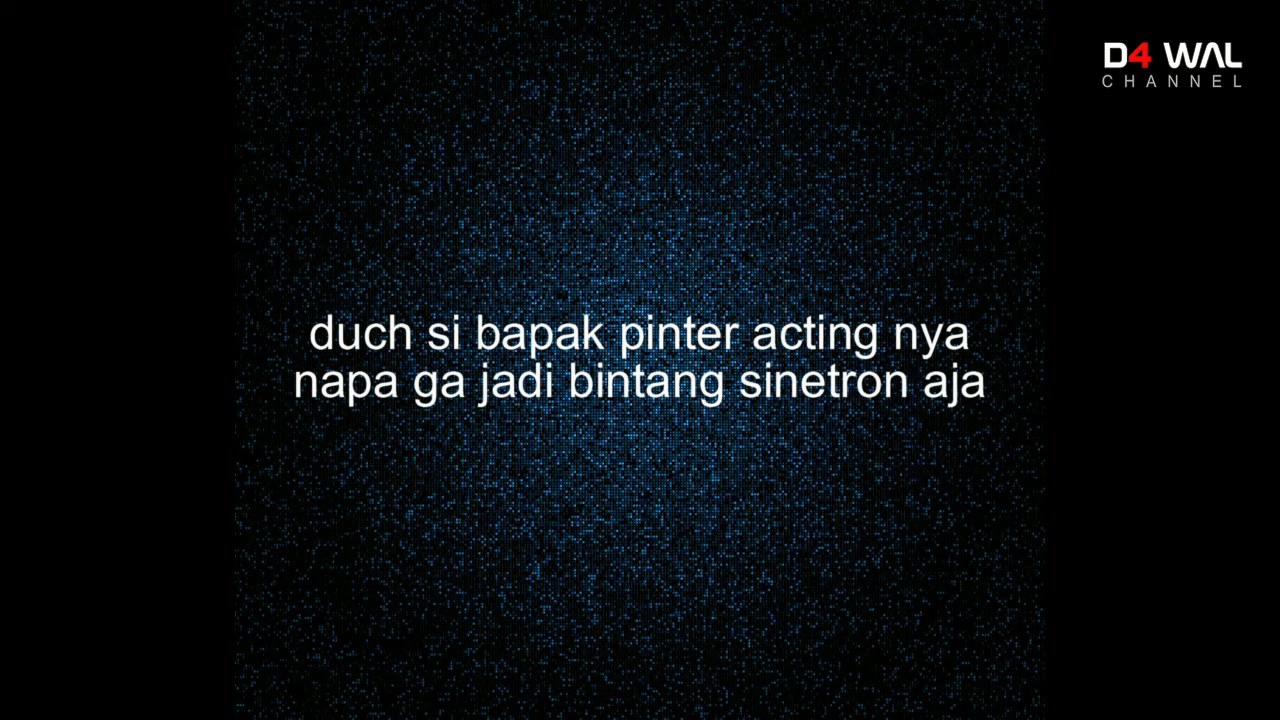 D4 WAL
CHANNEL
duch si bapak pinter acting nya
napa ga jadi bintang sinetron aja